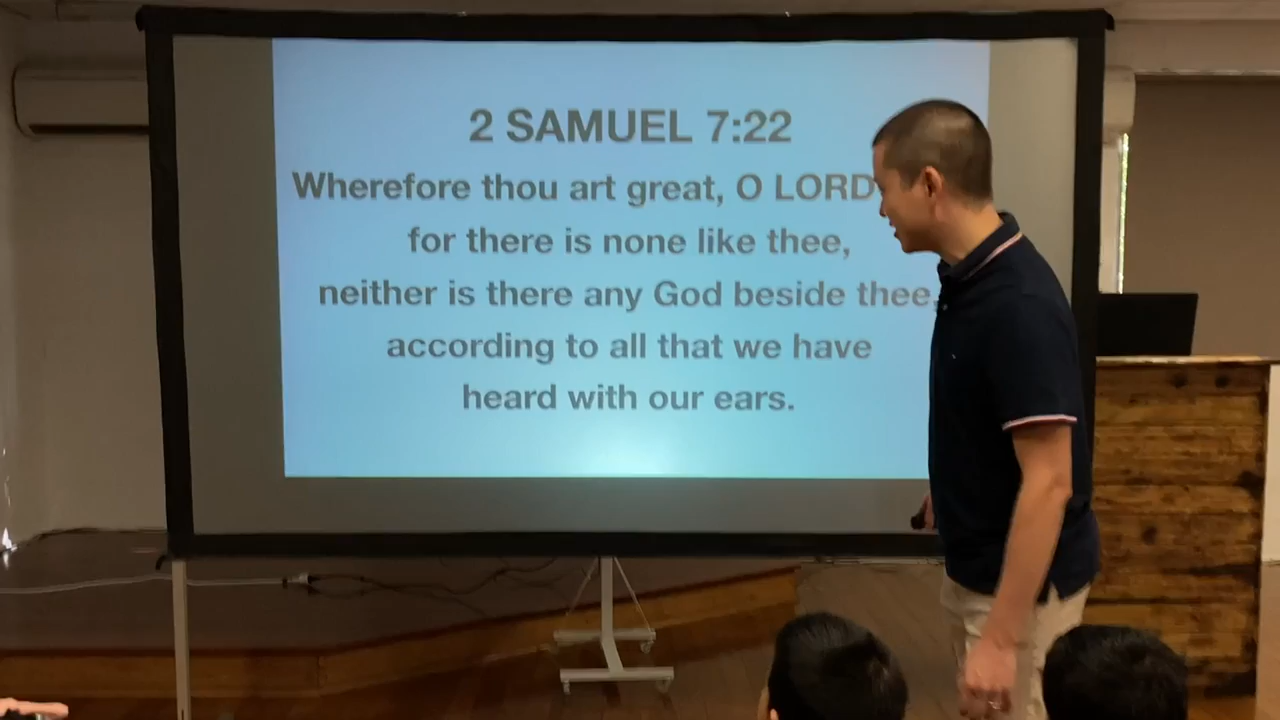 2 SAMUEL 7:22
Wherefore thou art great, O LORD
for there is none like thee,
neither is there any God beside thee,
according to all that we have
heard with our ears.